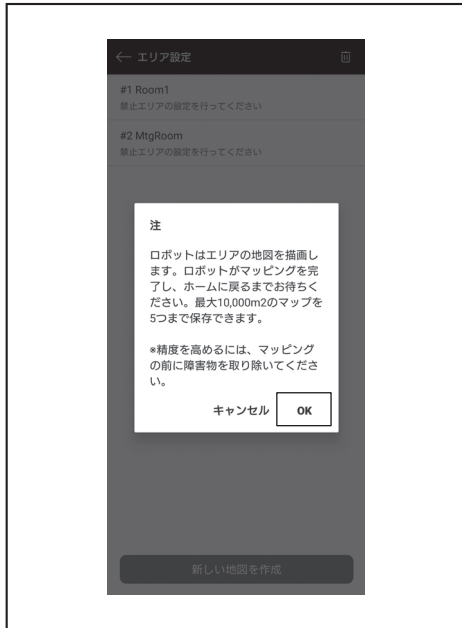 エリア設定
#1 Room1
禁止エリアの設定を行ってください
#2 MtgRoom
禁止エリアの設定を行ってください
注
ロボットはエリアの地図を描画し
ます。ロボットがマッピングを完
了し、ホームに戻るまでお待ちく
ださい。最大10,000m2のマップを
5つまで保存できます。
*精度を高めるには、マッピング
の前に障害物を取り除いてくださ
い。
キャンセル OK
新しい地図を作成